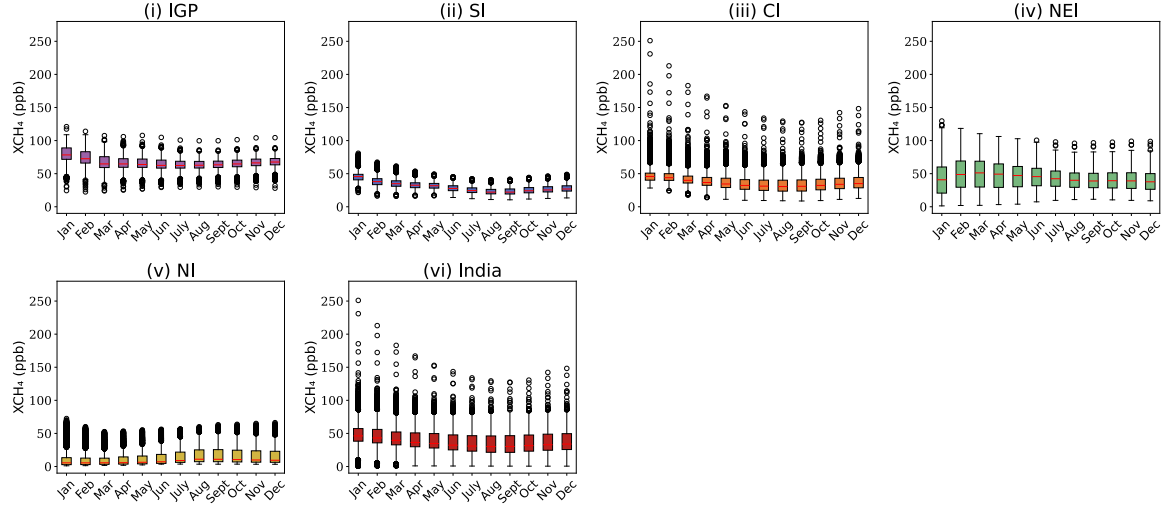 (i) IGP
XCH₄ (ppb)
250
200
150
100
50
0
Jan Feb Mar Apr May Jun July Aug Sept Oct Nov Dec
(ii) SI
XCH₄ (ppb)
250
200
150
100
50
0
Jan Feb Mar Apr May Jun July Aug Sept Oct Nov Dec
(iii) CI
XCH₄ (ppb)
250
200
150
100
50
0
Jan Feb Mar Apr May Jun July Aug Sept Oct Nov Dec
(iv) NEI
XCH₄ (ppb)
250
200
150
100
50
0
Jan Feb Mar Apr May Jun July Aug Sept Oct Nov Dec
(v) NI
XCH₄ (ppb)
250
200
150
100
50
0
Jan Feb Mar Apr May Jun July Aug Sept Oct Nov Dec
(vi) India
XCH₄ (ppb)
250
200
150
100
50
0
Jan Feb Mar Apr May Jun July Aug Sept Oct Nov Dec